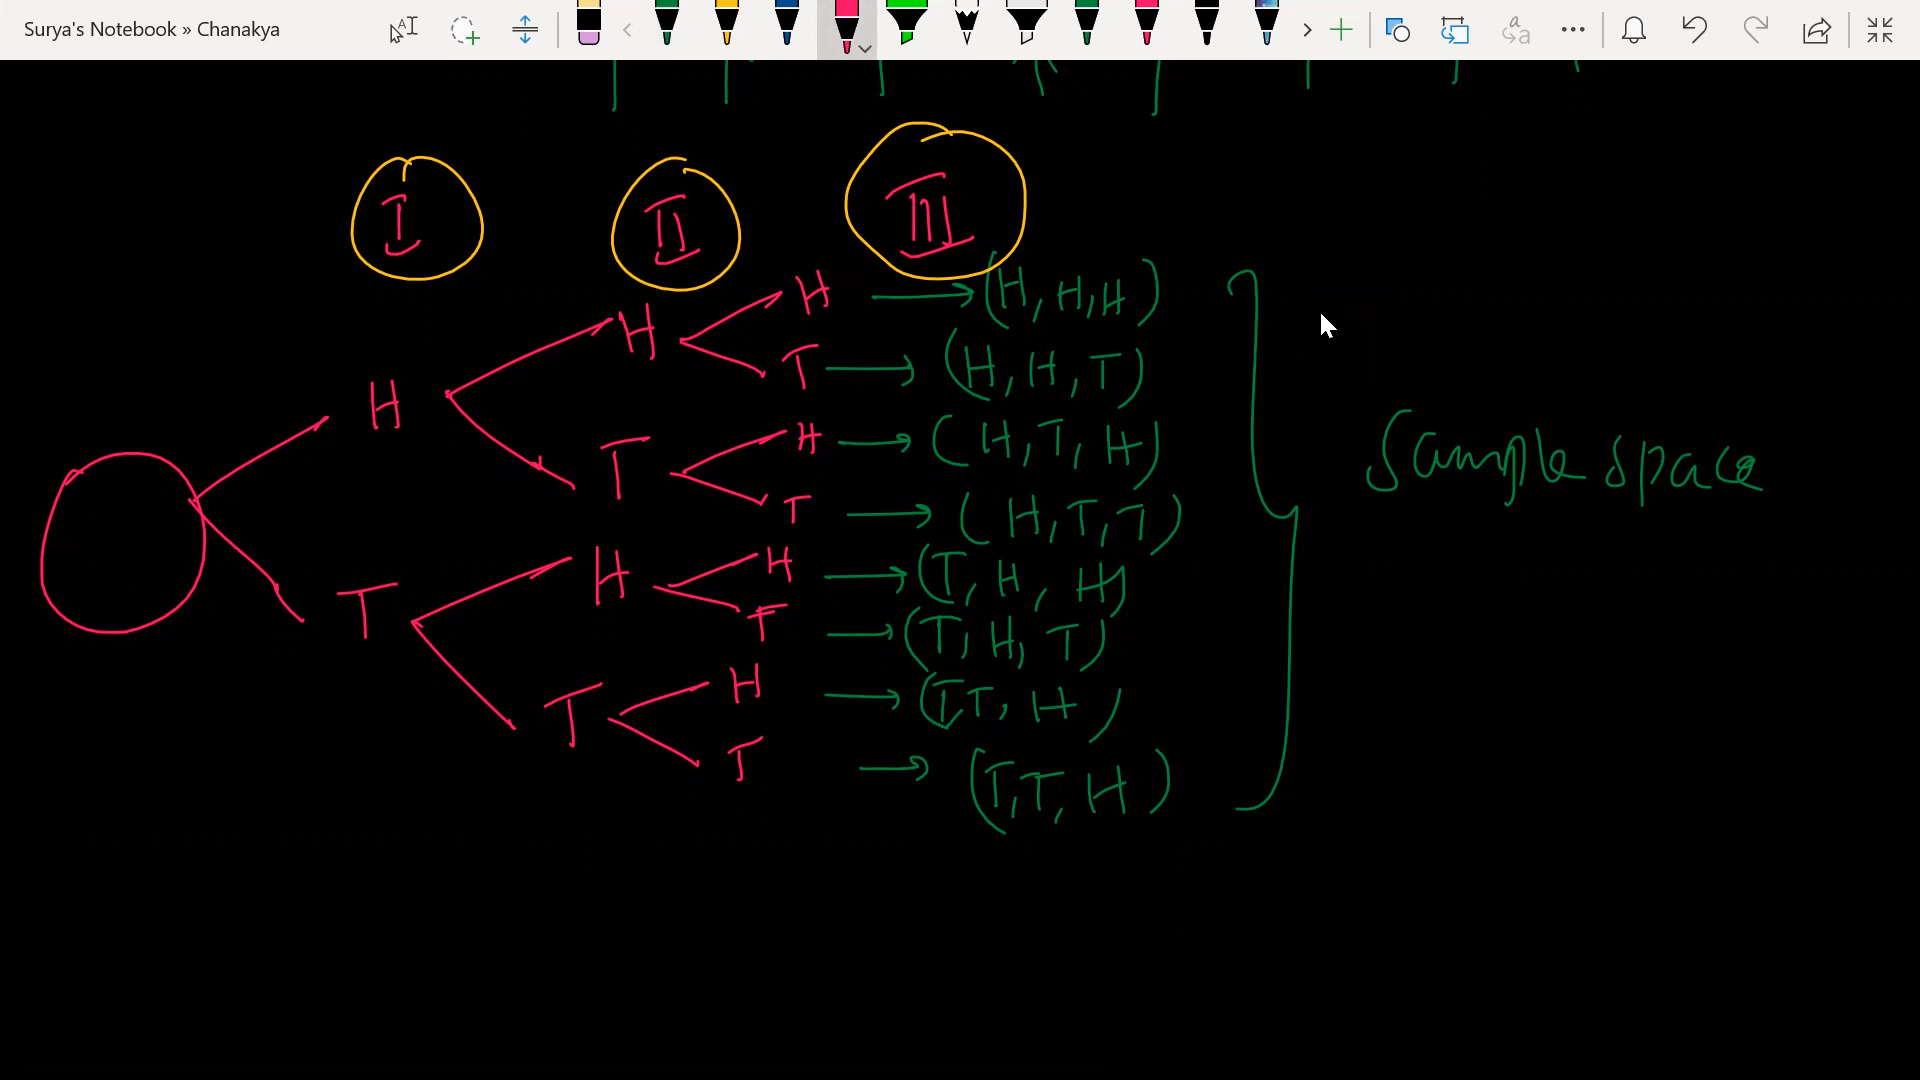 Surya's Notebook » Chanakya
I II III
H → (H, H, H)
H
T → (H, H, T)
H
H → (H, T, H)
T
T → (H, T, T)
H → (T, H, H)
H
T → (T, H, T)
T
H → (T, T, H)
T
T → (T, T, H)
Sample space